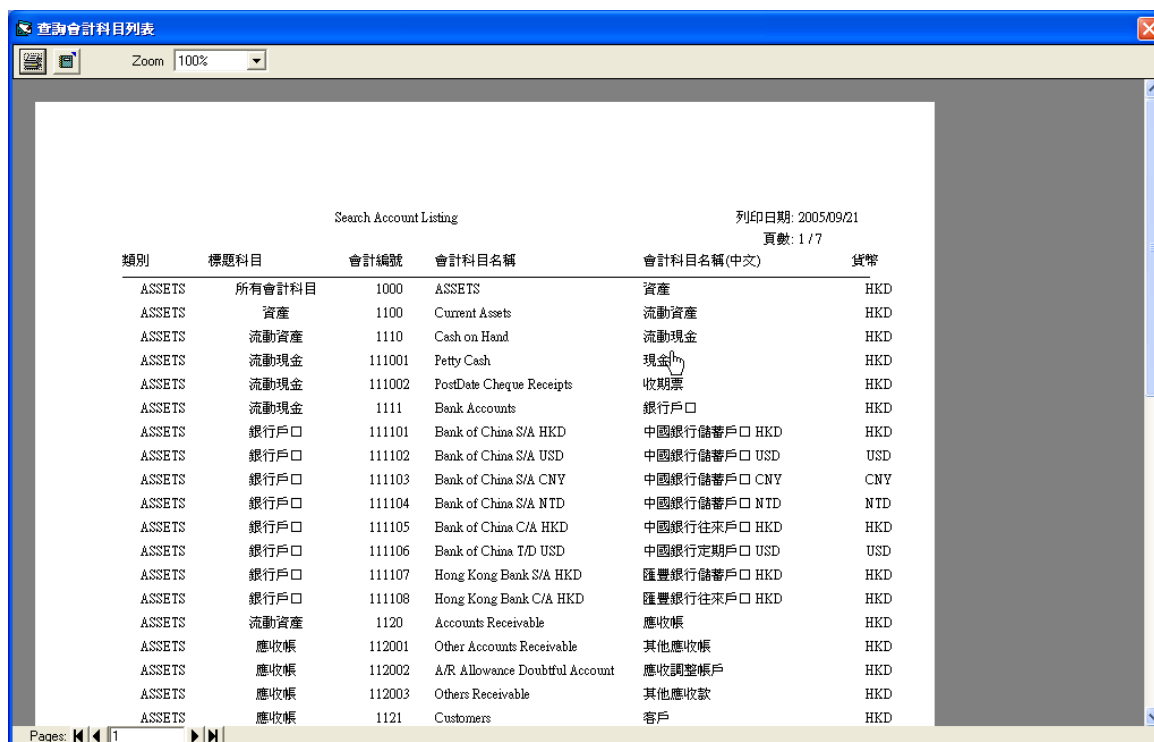 查詢會計科目列表
Zoom 100%
Search Account Listing 列印日期: 2005/09/21
頁數: 1 / 7
類別 標題科目 會計編號 會計科目名稱 會計科目名稱(中文) 貨幣
ASSETS 所有會計科目 1000 ASSETS 資產 HKD
ASSETS 資產 1100 Current Assets 流動資產 HKD
ASSETS 流動資產 1110 Cash on Hand 流動現金 HKD
ASSETS 流動現金 111001 Petty Cash 現金 HKD
ASSETS 流動現金 111002 PostDate Cheque Receipts 收期票 HKD
ASSETS 流動現金 1111 Bank Accounts 銀行戶口 HKD
ASSETS 銀行戶口 111101 Bank of China S/A HKD 中國銀行儲蓄戶口 HKD HKD
ASSETS 銀行戶口 111102 Bank of China S/A USD 中國銀行儲蓄戶口 USD USD
ASSETS 銀行戶口 111103 Bank of China S/A CNY 中國銀行儲蓄戶口 CNY CNY
ASSETS 銀行戶口 111104 Bank of China S/A NTD 中國銀行儲蓄戶口 NTD NTD
ASSETS 銀行戶口 111105 Bank of China C/A HKD 中國銀行往來戶口 HKD HKD
ASSETS 銀行戶口 111106 Bank of China T/D USD 中國銀行定期戶口 USD USD
ASSETS 銀行戶口 111107 Hong Kong Bank S/A HKD 匯豐銀行儲蓄戶口 HKD HKD
ASSETS 銀行戶口 111108 Hong Kong Bank C/A HKD 匯豐銀行往來戶口 HKD HKD
ASSETS 流動資產 1120 Accounts Receivable 應收帳 HKD
ASSETS 應收帳 112001 Other Accounts Receivable 其他應收帳 HKD
ASSETS 應收帳 112002 A/R Allowance Doubtful Account 應收調整帳戶 HKD
ASSETS 應收帳 112003 Others Receivable 其他應收款 HKD
ASSETS 應收帳 1121 Customers 客戶 HKD
Pages: 1